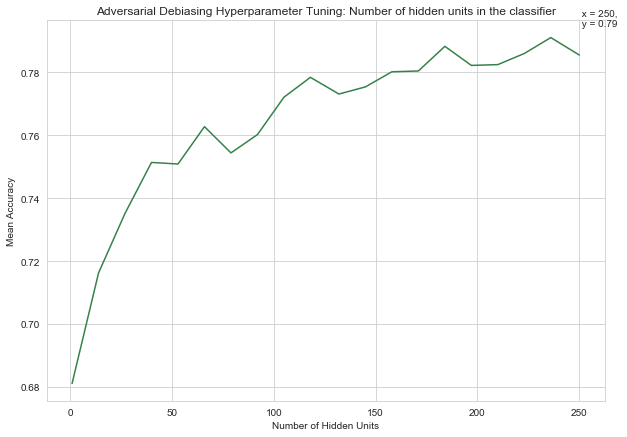 Adversarial Debiasing Hyperparameter Tuning: Number of hidden units in the classifier
x = 250,
y = 0.79
0.78
0.76
0.74
0.72
0.70
0.68
Mean Accuracy
0 50 100 150 200 250
Number of Hidden Units